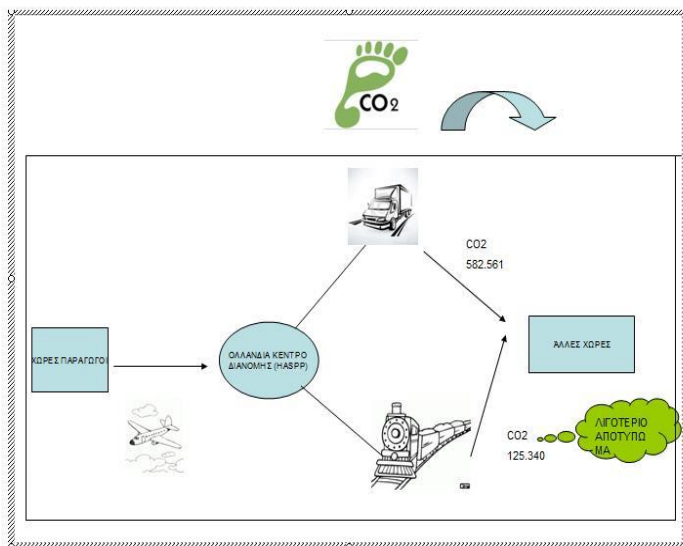 CO2
CO2
582.561
ΧΩΡΕΣ ΠΑΡΑΓΩΓΟΙ
ΟΛΛΑΝΔΙΑ ΚΕΝΤΡΟ
ΔΙΑΝΟΜΗΣ (HASPP)
ΆΛΛΕΣ ΧΩΡΕΣ
CO2
125.340
ΛΙΓΟΤΕΡΙΟ
ΑΠΟΤΥΠΩ
ΜΑ